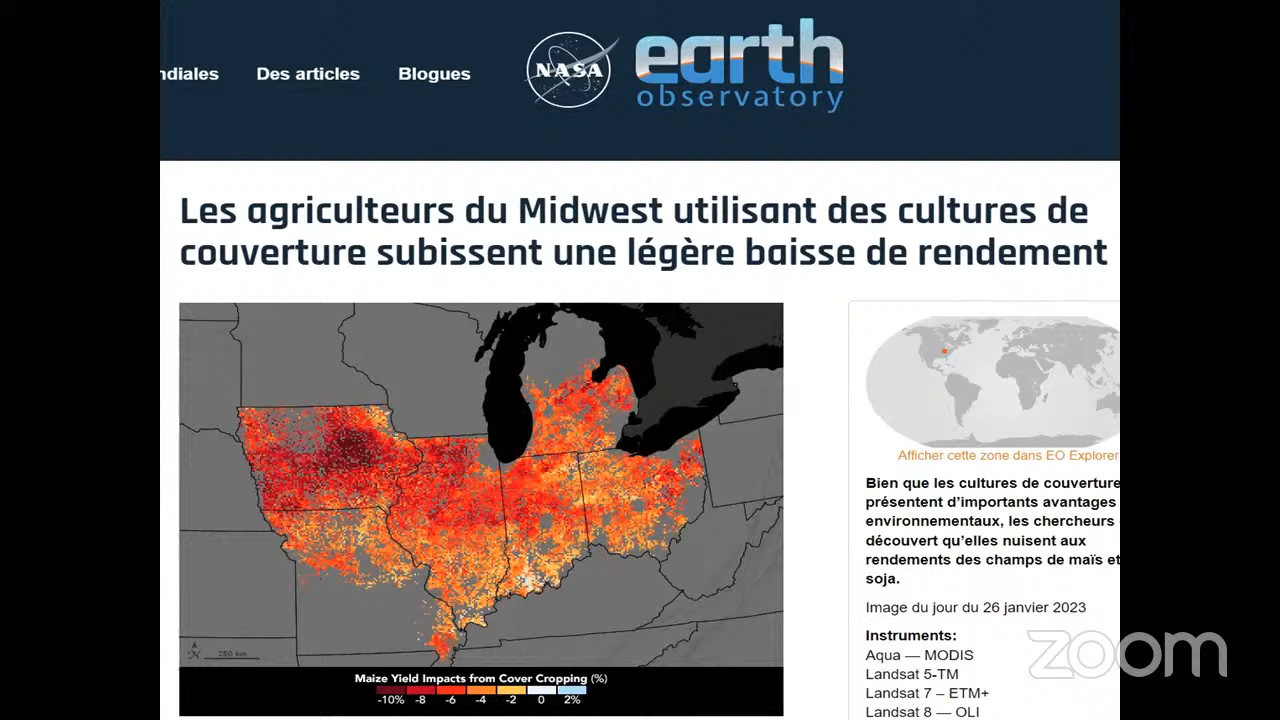 ndiales Des articles Blogues
NASA
earth
observatory
Les agriculteurs du Midwest utilisant des cultures de
couverture subissent une légère baisse de rendement
N 250 km
Maize Yield Impacts from Cover Cropping (%)
-10% -8 -6 -4 -2 0 2%
Afficher cette zone dans EO Explorer
Bien que les cultures de couverture
présentent d’importants avantages
environnementaux, les chercheurs
découvert qu’elles nuisent aux
rendements des champs de maïs et
soja.
Image du jour du 26 janvier 2023
Instruments:
Aqua — MODIS
Landsat 5-TM
Landsat 7 – ETM+
Landsat 8 — OLI
zoom